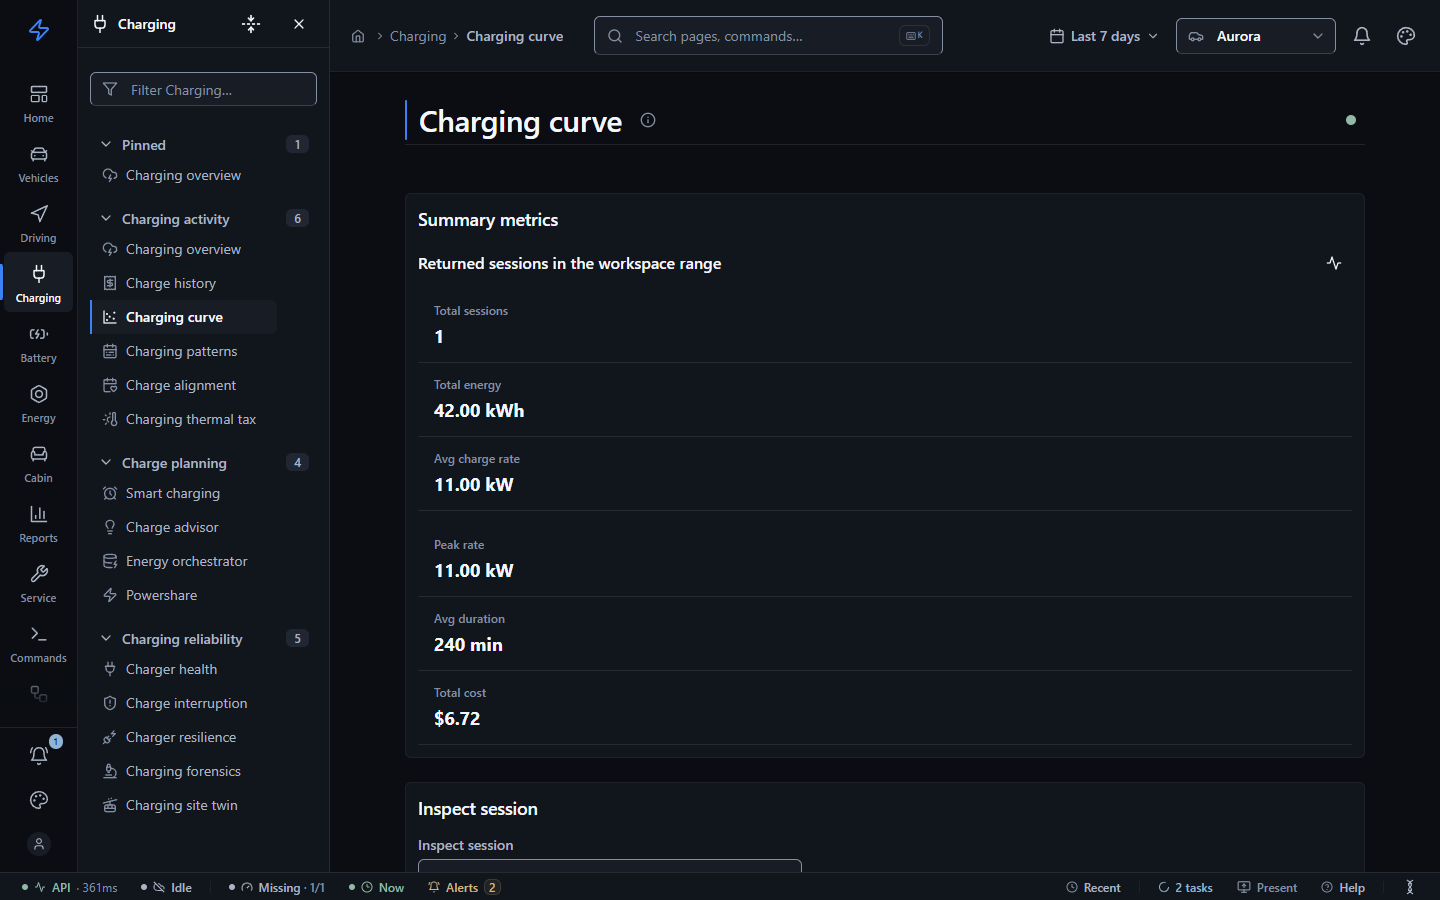 Home
Vehicles
Driving
Charging
Battery
Energy
Cabin
Reports
Service
Commands
1
Charging
Filter Charging...
Pinned 1
Charging overview
Charging activity 6
Charging overview
Charge history
Charging curve
Charging patterns
Charge alignment
Charging thermal tax
Charge planning 4
Smart charging
Charge advisor
Energy orchestrator
Powershare
Charging reliability 5
Charger health
Charge interruption
Charger resilience
Charging forensics
Charging site twin
Charging Charging curve
Search pages, commands... K
Last 7 days
Aurora
Charging curve
Summary metrics
Returned sessions in the workspace range
Total sessions
1
Total energy
42.00 kWh
Avg charge rate
11.00 kW
Peak rate
11.00 kW
Avg duration
240 min
Total cost
$6.72
Inspect session
Inspect session
API · 361ms Idle Missing · 1/1 Now Alerts 2 Recent 2 tasks Present Help